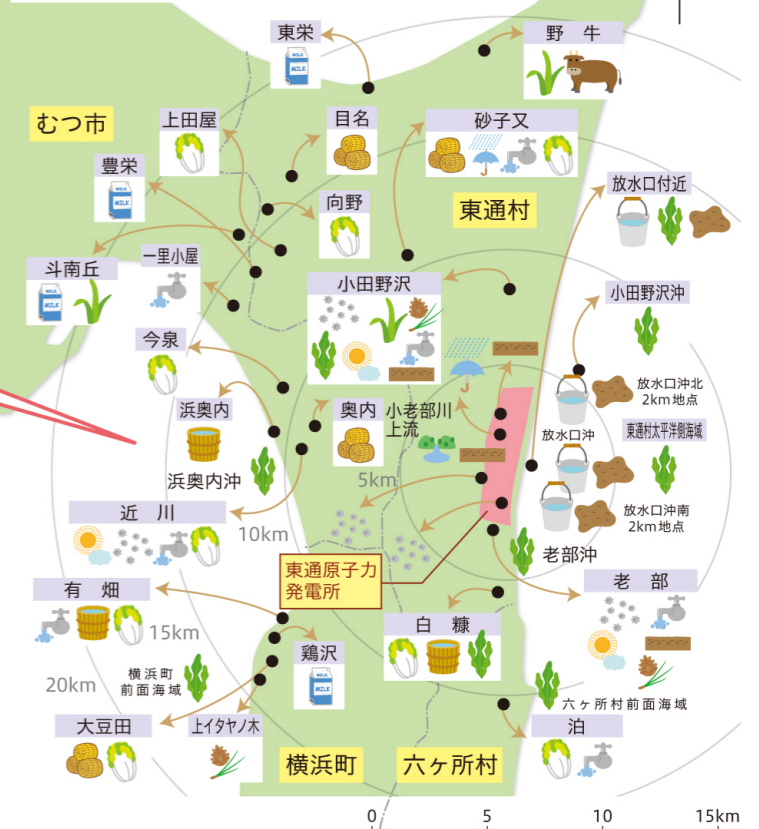 東栄
野 牛
むつ市
上田屋
目名
砂子又
豊栄
放水口付近
向野
東通村
斗南丘
一里小屋
小田野沢
小田野沢沖
今泉
浜奥内
奥内
小老部川
上流
放水口沖北
2km地点
放水口沖
東通村太平洋側海域
浜奥内沖
5km
近 川
10km
放水口沖南
2km地点
老部沖
東通原子力
発電所
有 畑
老 部
15km
白 糠
鶏沢
横浜町
前面海域
20km
六ヶ所村前面海域
大豆田
上イタヤノ木
泊
横浜町
六ヶ所村
0 5 10 15km
MILK
MILK
MILK
MILK
MILK
MILK
MILK
MILK